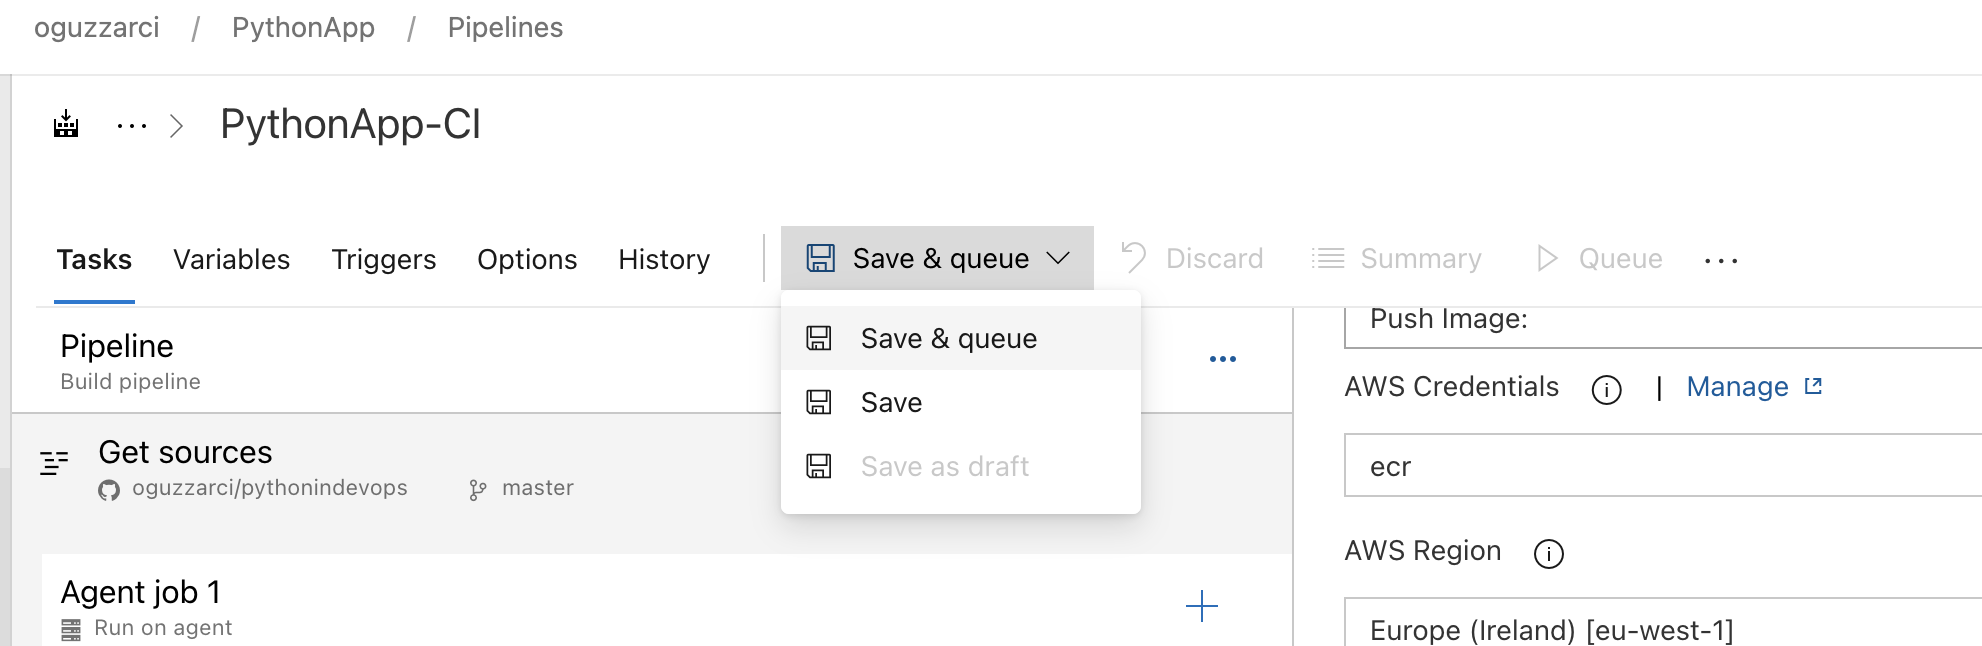 oguzzarci / PythonApp / Pipelines
... > PythonApp-CI
Tasks Variables Triggers Options History Save & queue Discard Summary Queue ...
Save & queue
Save
Save as draft
Pipeline
Build pipeline
Get sources
oguzzarci/pythonindevops master
Agent job 1
Run on agent
Push Image:
AWS Credentials | Manage
ecr
AWS Region
Europe (Ireland) [eu-west-1]